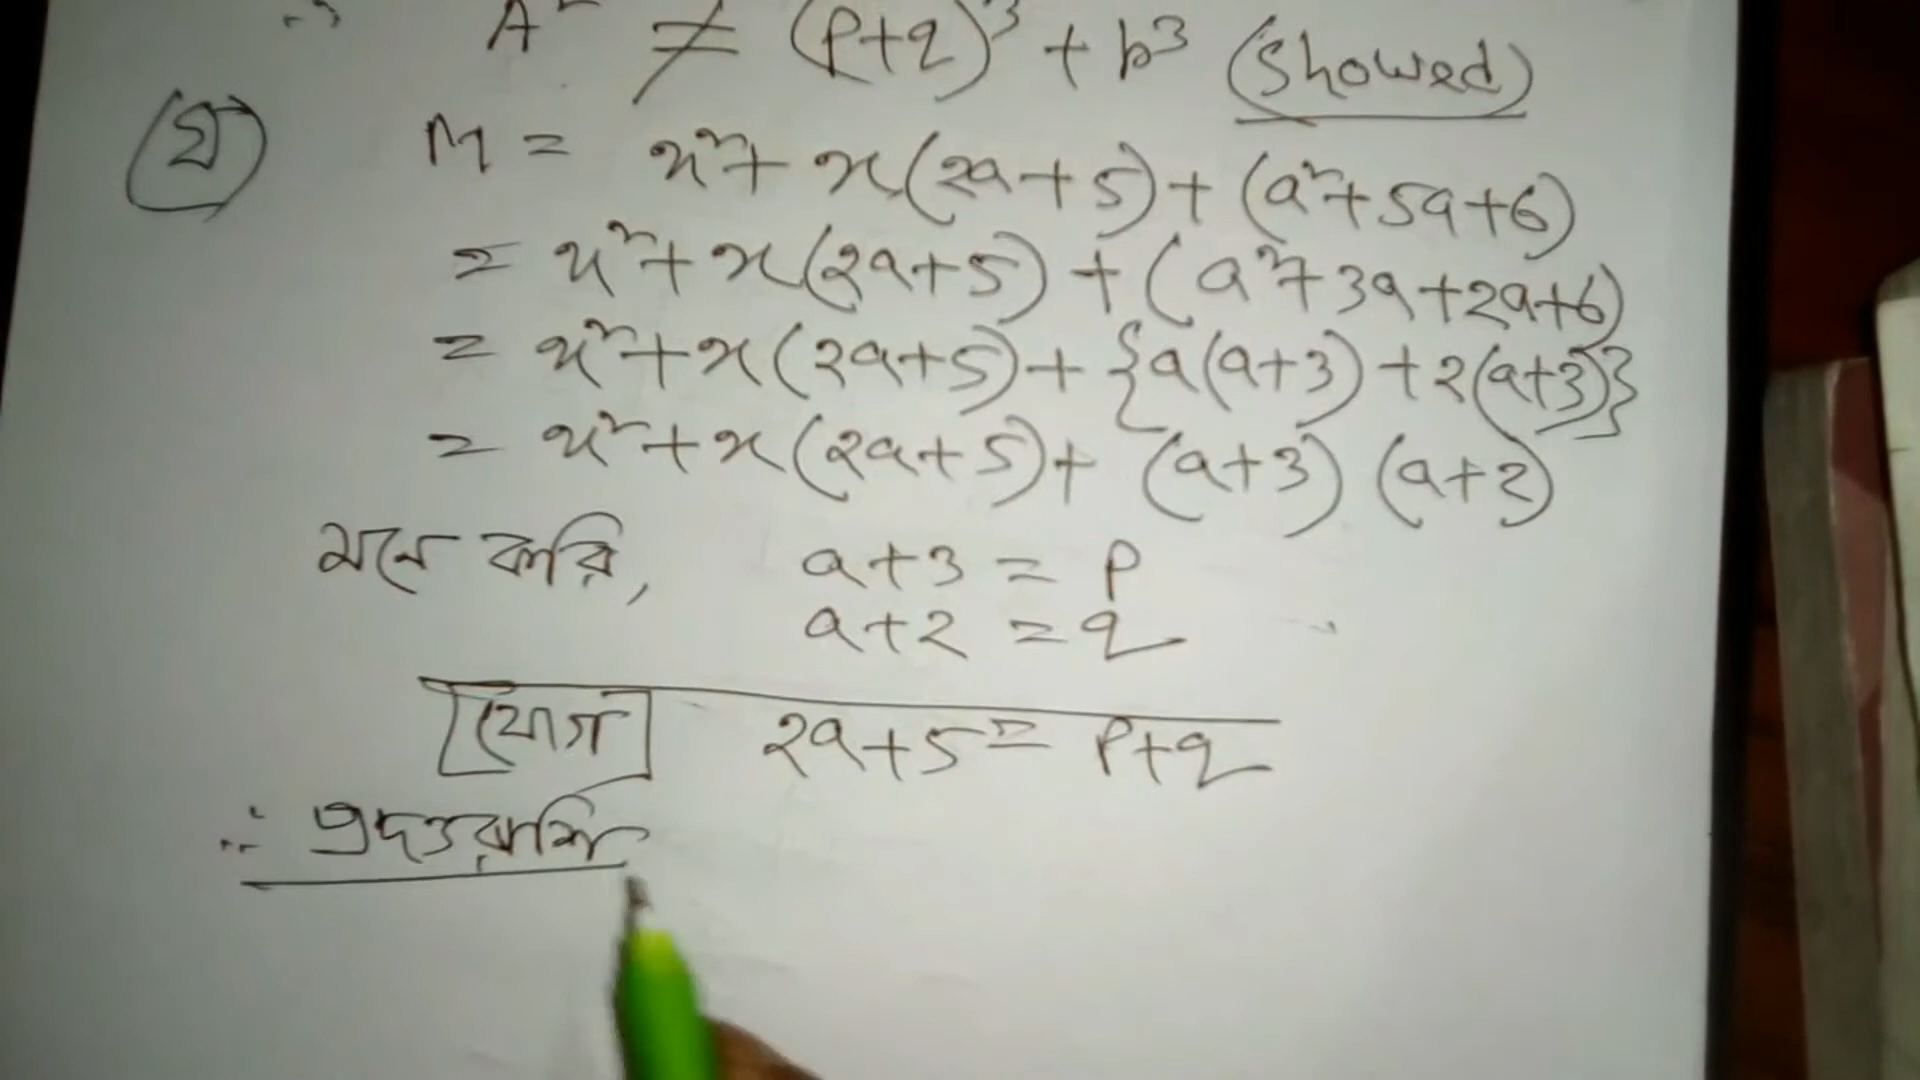 ∴ A² ≠ (p+q)³ + b³ (Showed)
(ঘ) M = x² + x(2a+5) + (a²+5a+6)
= x² + x(2a+5) + (a²+3a+2a+6)
= x² + x(2a+5) + {a(a+3) + 2(a+3)}
= x² + x(2a+5) + (a+3) (a+2)
মনে করি, a+3 = p
a+2 = q
[যোগ] 2a+5 = p+q
∴ প্রদত্তরাশি